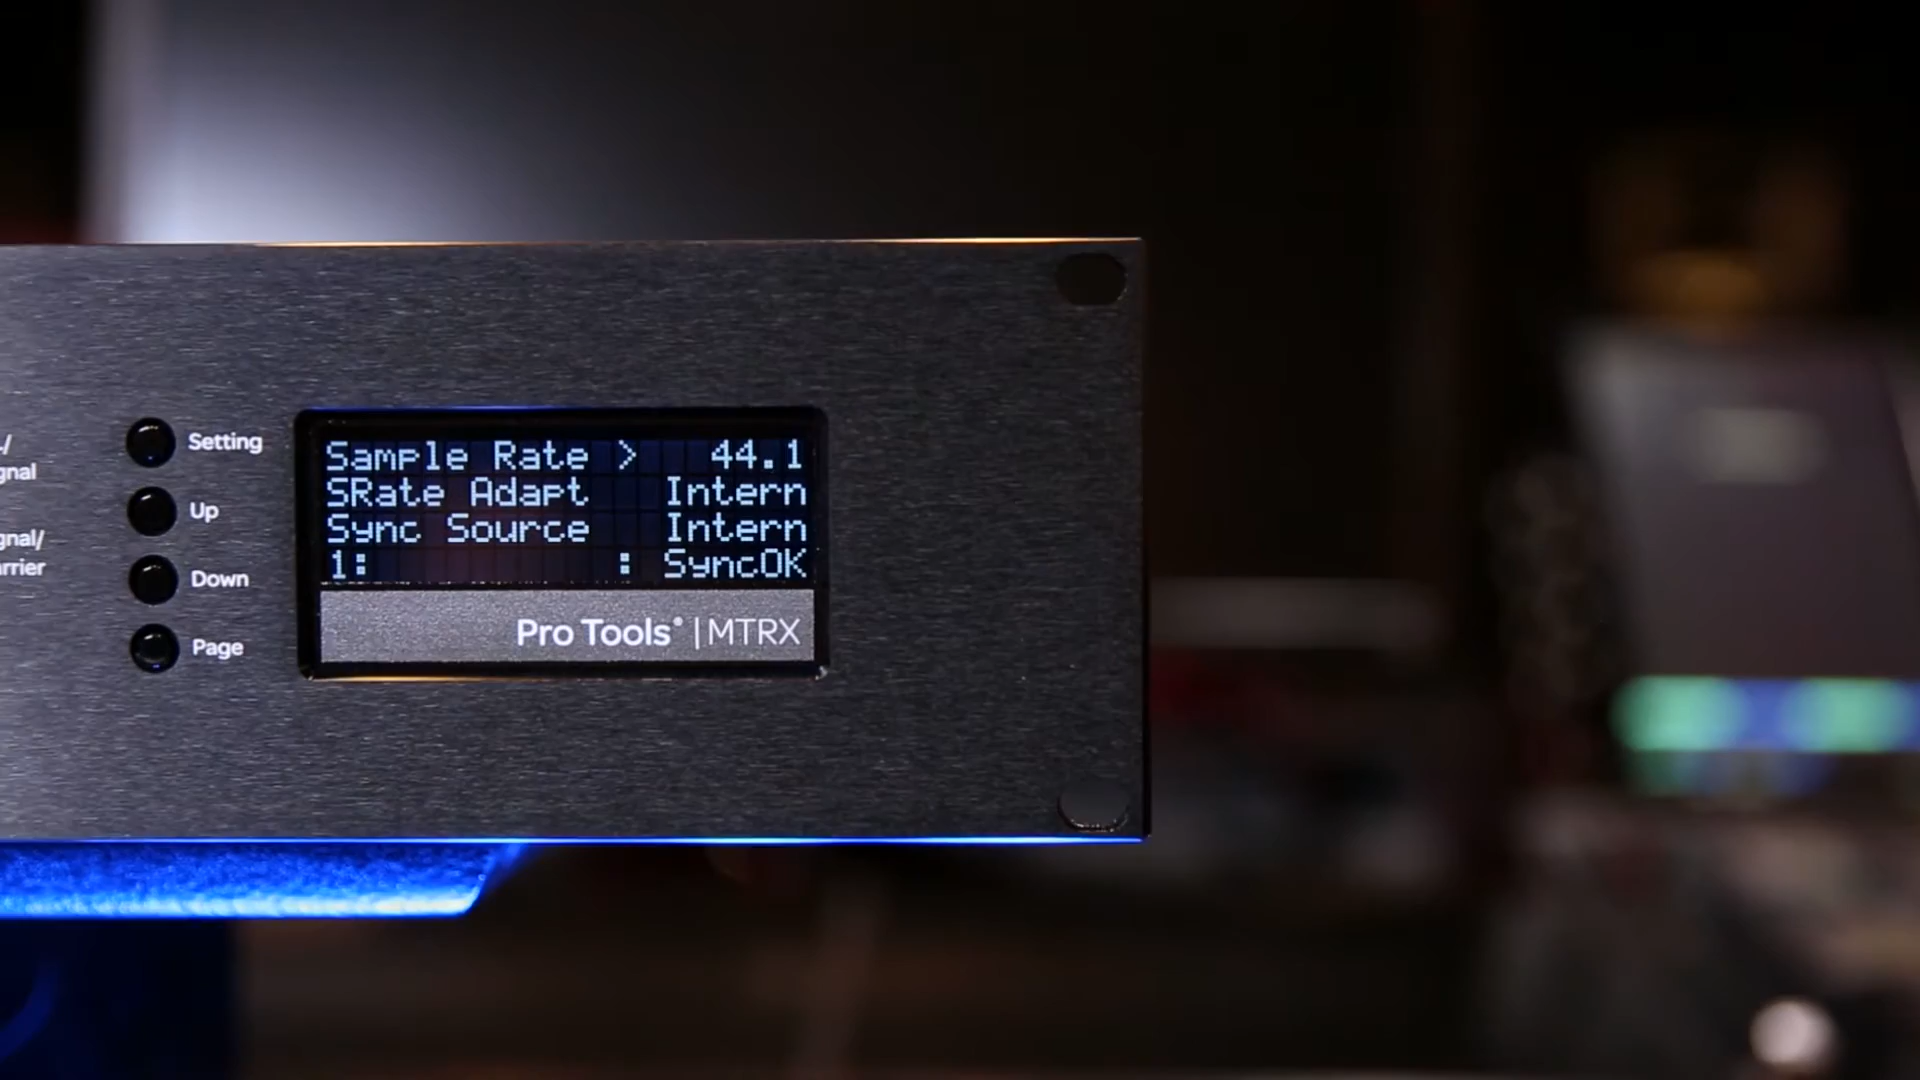 Setting
Up
Down
Page
Sample Rate > 44.1
SRate Adapt Intern
Sync Source Intern
1: : SyncOK
Pro Tools® | MTRX